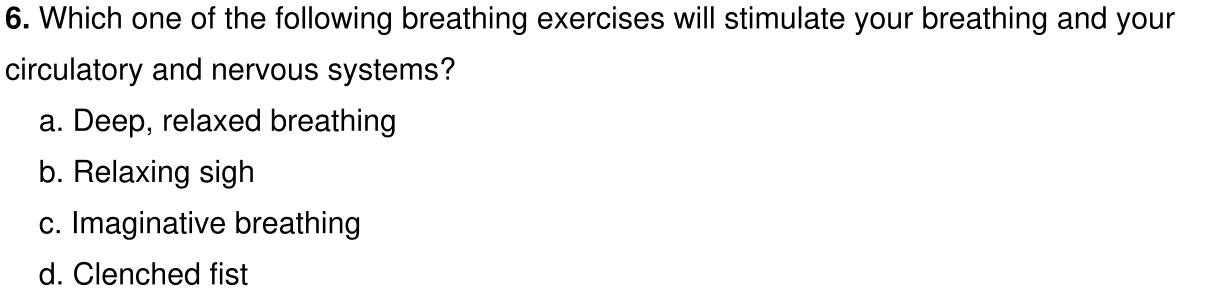 6. Which one of the following breathing exercises will stimulate your breathing and your
circulatory and nervous systems?
a. Deep, relaxed breathing
b. Relaxing sigh
c. Imaginative breathing
d. Clenched fist